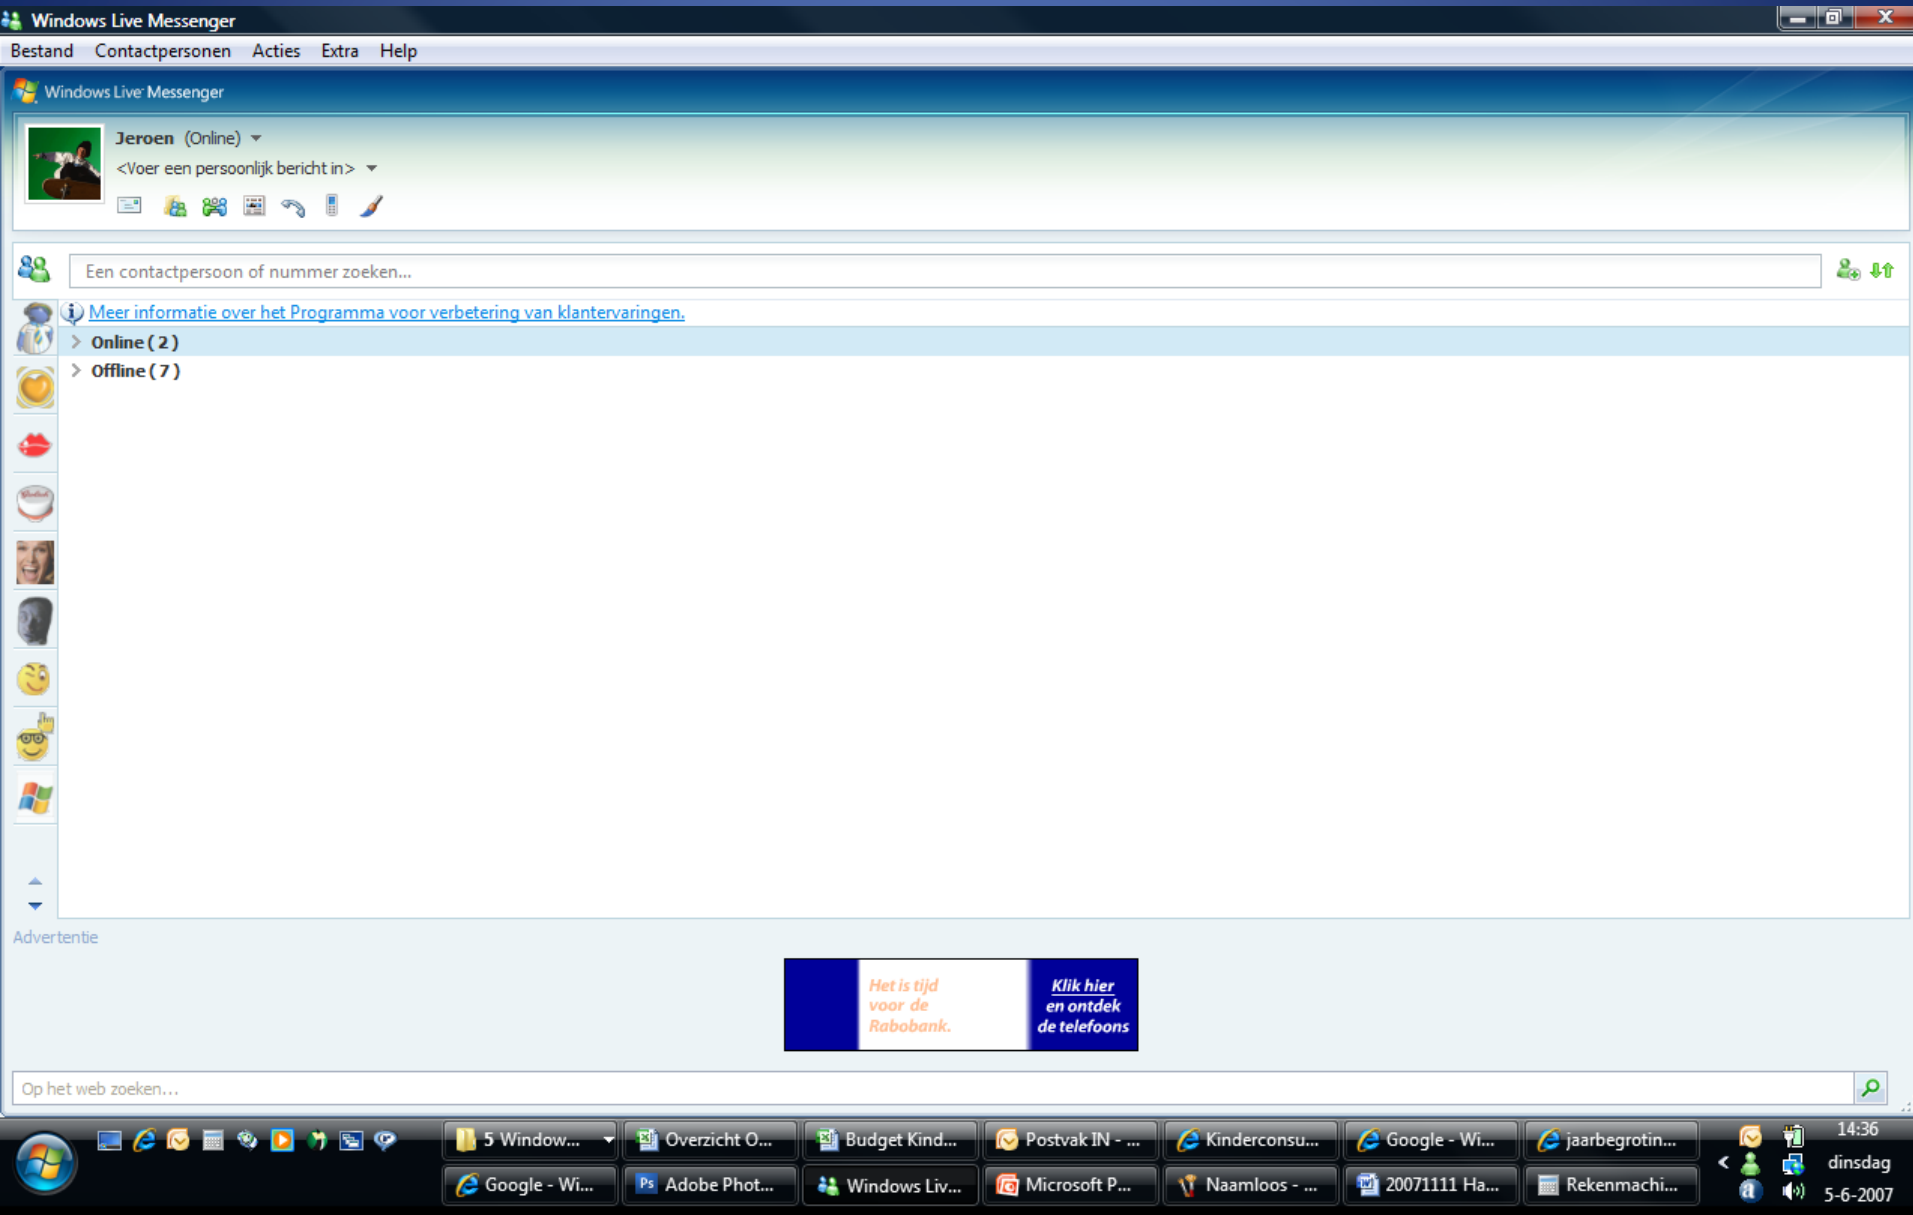 Windows Live Messenger
Bestand Contactpersonen Acties Extra Help
Windows Live Messenger
Jeroen (Online)
<Voer een persoonlijk bericht in>
Een contactpersoon of nummer zoeken...
Meer informatie over het Programma voor verbetering van klantervaringen.
Online ( 2 )
Offline ( 7 )
Advertentie
Het is tijd
voor de
Rabobank.
Klik hier
en ontdek
de telefoons
Op het web zoeken...
5 Window... Overzicht O... Budget Kind... Postvak IN - ... Kinderconsu... Google - Wi... jaarbegrotin...
Google - Wi... Adobe Phot... Windows Liv... Microsoft P... Naamloos - ... 20071111 Ha... Rekenmachi...
14:36
dinsdag
5-6-2007